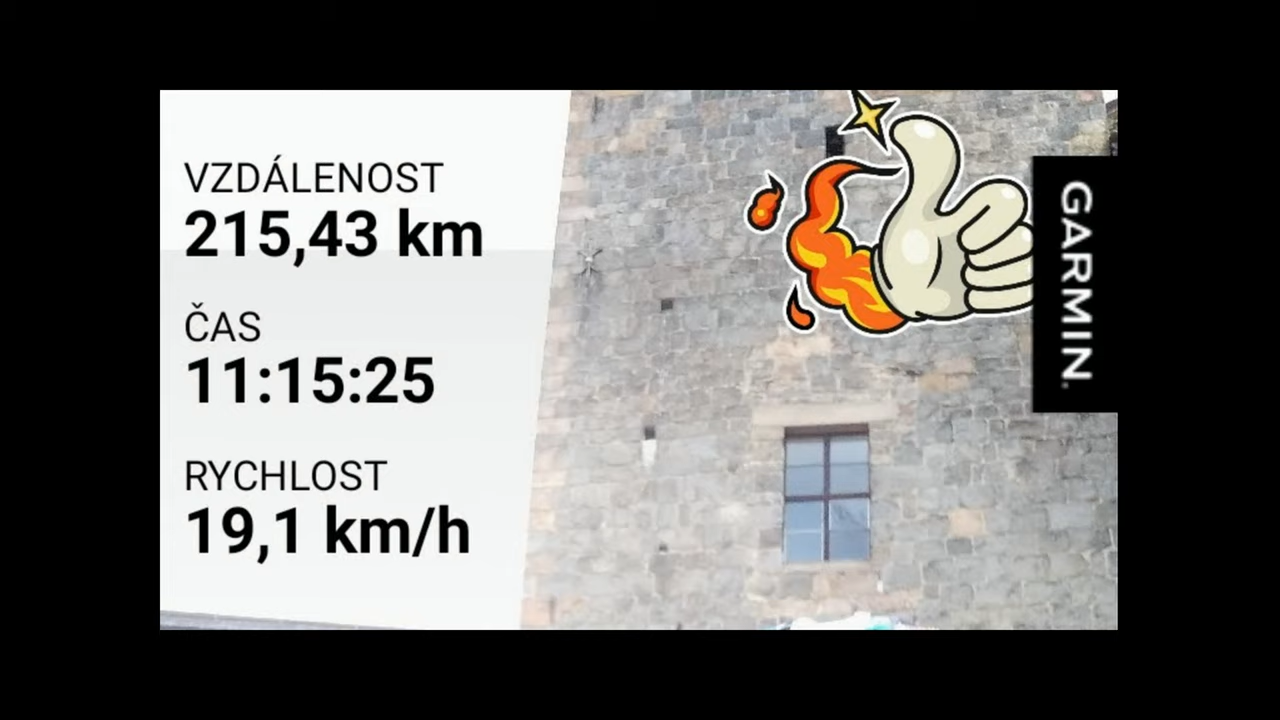 VZDÁLENOST
215,43 km
ČAS
11:15:25
RYCHLOST
19,1 km/h
GARMIN